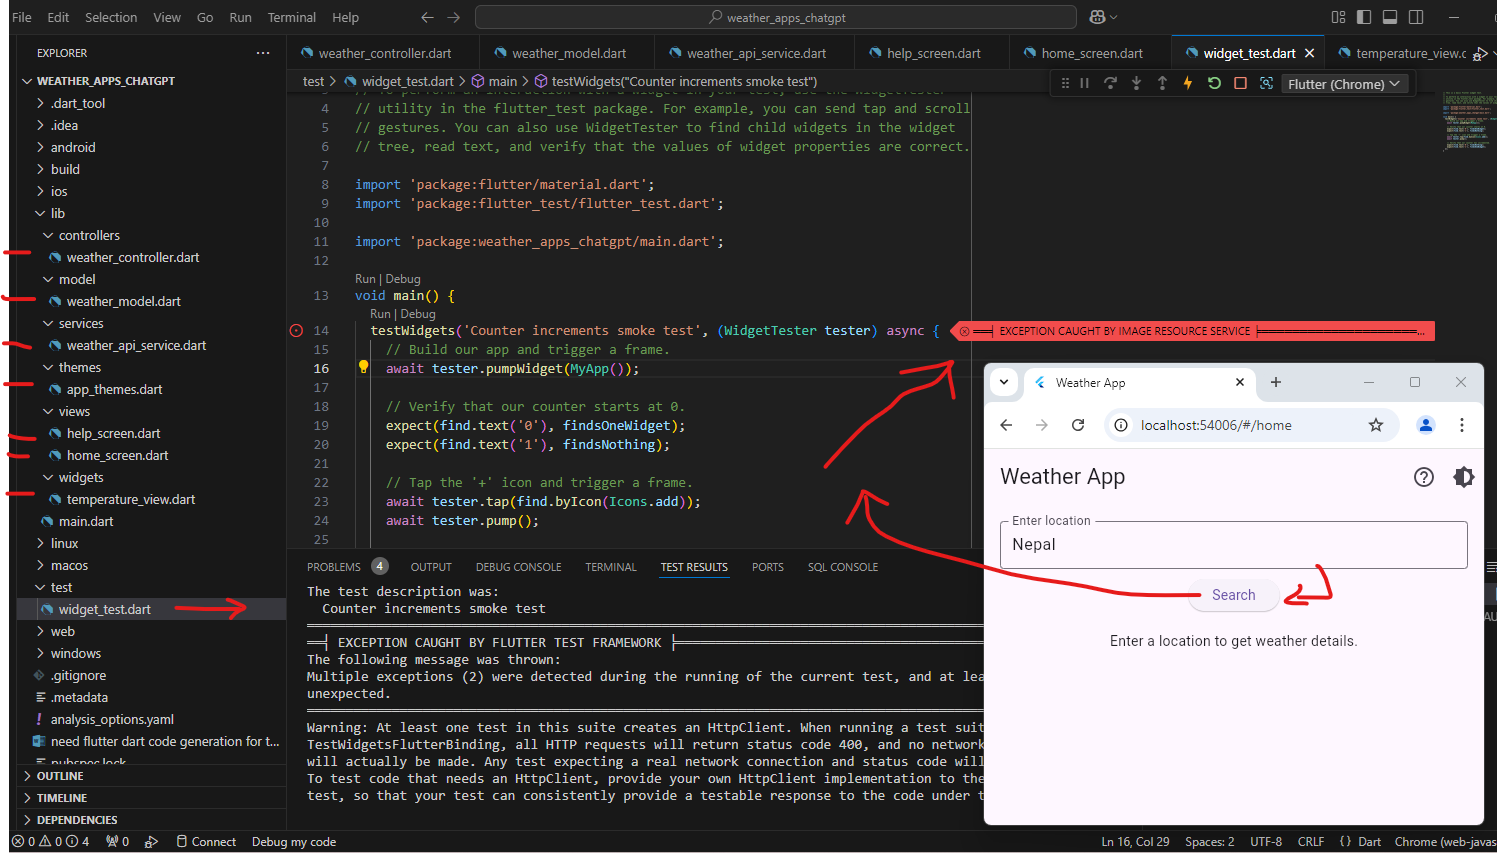 File Edit Selection View Go Run Terminal Help
weather_apps_chatgpt
EXPLORER
WEATHER_APPS_CHATGPT
.dart_tool
.idea
android
build
ios
lib
controllers
weather_controller.dart
model
weather_model.dart
services
weather_api_service.dart
themes
app_themes.dart
views
help_screen.dart
home_screen.dart
widgets
temperature_view.dart
main.dart
linux
macos
test
widget_test.dart
web
windows
.gitignore
.metadata
analysis_options.yaml
need flutter dart code generation for t...
pubspec.lock
OUTLINE
TIMELINE
DEPENDENCIES
weather_controller.dart weather_model.dart weather_api_service.dart help_screen.dart home_screen.dart widget_test.dart temperature_view.c
test > widget_test.dart > main > testWidgets("Counter increments smoke test")
Flutter (Chrome)
4 // utility in the flutter_test package. For example, you can send tap and scroll
5 // gestures. You can also use WidgetTester to find child widgets in the widget
6 // tree, read text, and verify that the values of widget properties are correct.
7
8 import 'package:flutter/material.dart';
9 import 'package:flutter_test/flutter_test.dart';
10
11 import 'package:weather_apps_chatgpt/main.dart';
12
Run | Debug
13 void main() {
Run | Debug
14 testWidgets('Counter increments smoke test', (WidgetTester tester) async { EXCEPTION CAUGHT BY IMAGE RESOURCE SERVICE
15 // Build our app and trigger a frame.
16 await tester.pumpWidget(MyApp());
17
18 // Verify that our counter starts at 0.
19 expect(find.text('0'), findsOneWidget);
20 expect(find.text('1'), findsNothing);
21
22 // Tap the '+' icon and trigger a frame.
23 await tester.tap(find.byIcon(Icons.add));
24 await tester.pump();
25
PROBLEMS 4 OUTPUT DEBUG CONSOLE TERMINAL TEST RESULTS PORTS SQL CONSOLE
The test description was:
Counter increments smoke test
══╡ EXCEPTION CAUGHT BY FLUTTER TEST FRAMEWORK ╞══
The following message was thrown:
Multiple exceptions (2) were detected during the running of the current test, and at lea
unexpected.
Warning: At least one test in this suite creates an HttpClient. When running a test suit
TestWidgetsFlutterBinding, all HTTP requests will return status code 400, and no network
will actually be made. Any test expecting a real network connection and status code wil
To test code that needs an HttpClient, provide your own HttpClient implementation to the
test, so that your test can consistently provide a testable response to the code under t
Weather App
localhost:54006/#/home
Weather App
Enter location
Nepal
Search
Enter a location to get weather details.
0 0 4 0 Connect Debug my code Ln 16, Col 29 Spaces: 2 UTF-8 CRLF {} Dart Chrome (web-javas